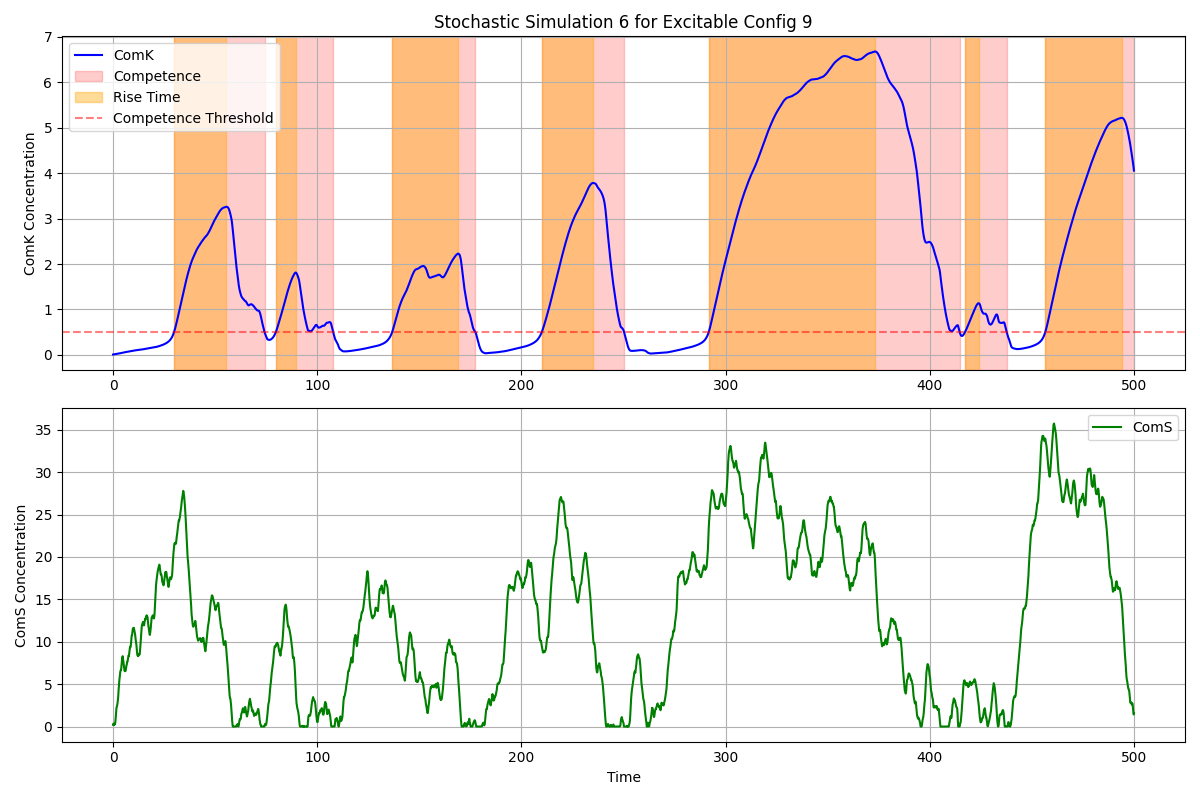 Stochastic Simulation 6 for Excitable Config 9
ComK Concentration
7
6
5
4
3
2
1
0
ComK
Competence
Rise Time
Competence Threshold
0 100 200 300 400 500
ComS Concentration
35
30
25
20
15
10
5
0
ComS
0 100 200 300 400 500
Time